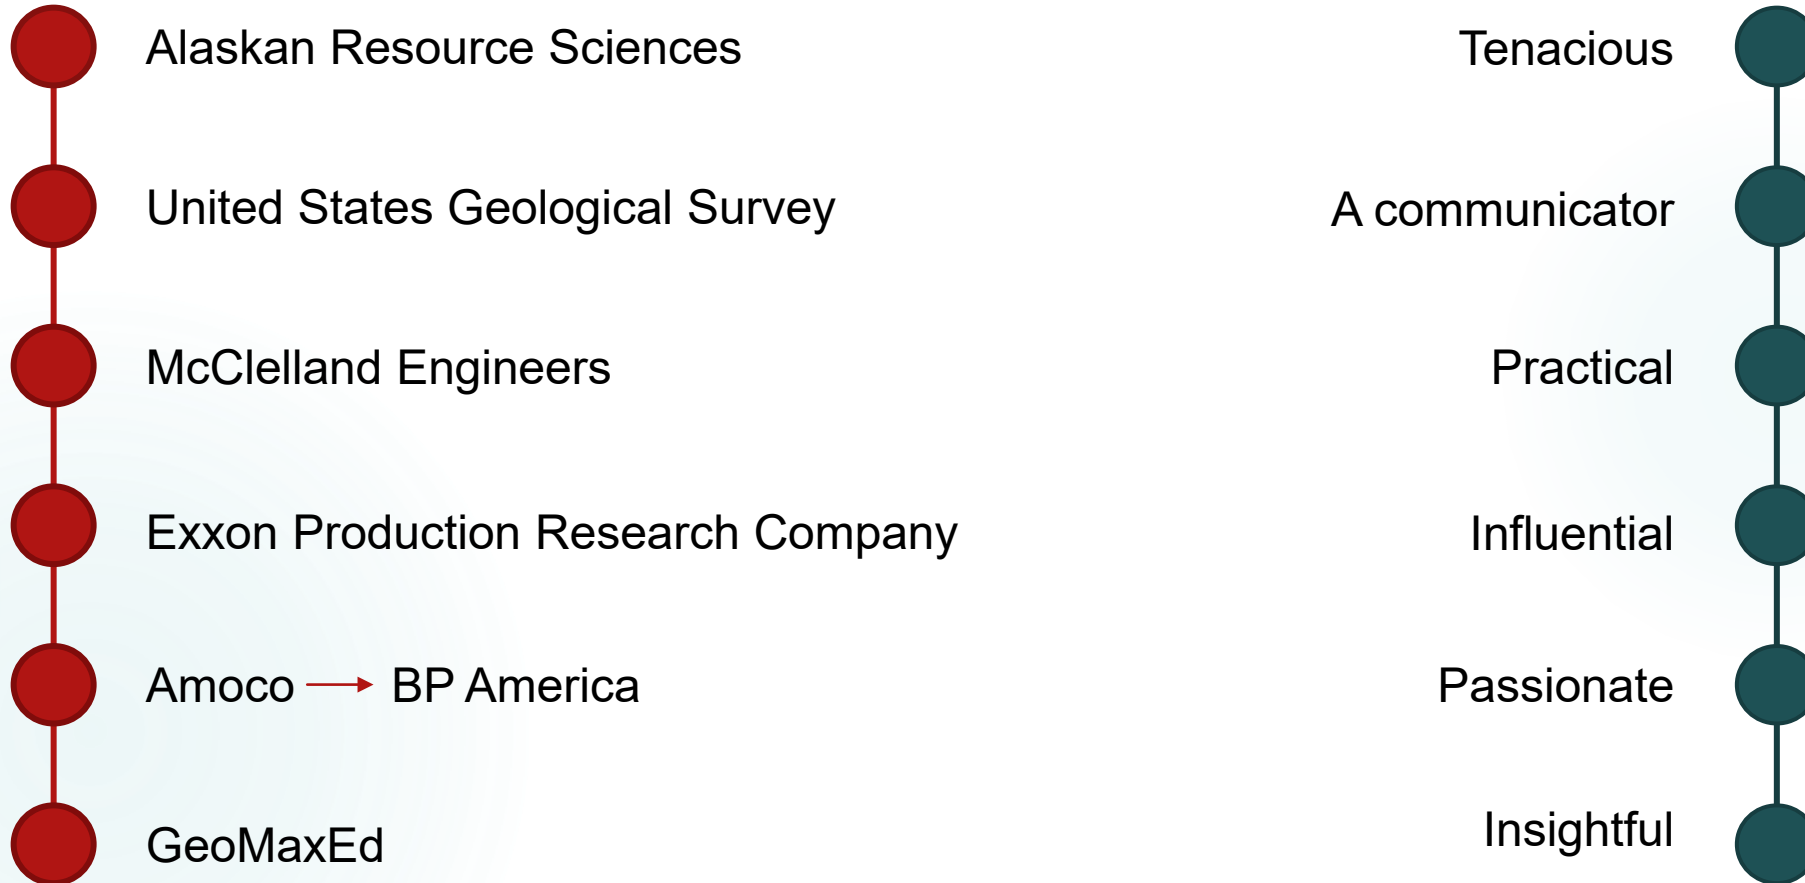 Alaskan Resource Sciences
United States Geological Survey
McClelland Engineers
Exxon Production Research Company
Amoco → BP America
GeoMaxEd
Tenacious
A communicator
Practical
Influential
Passionate
Insightful